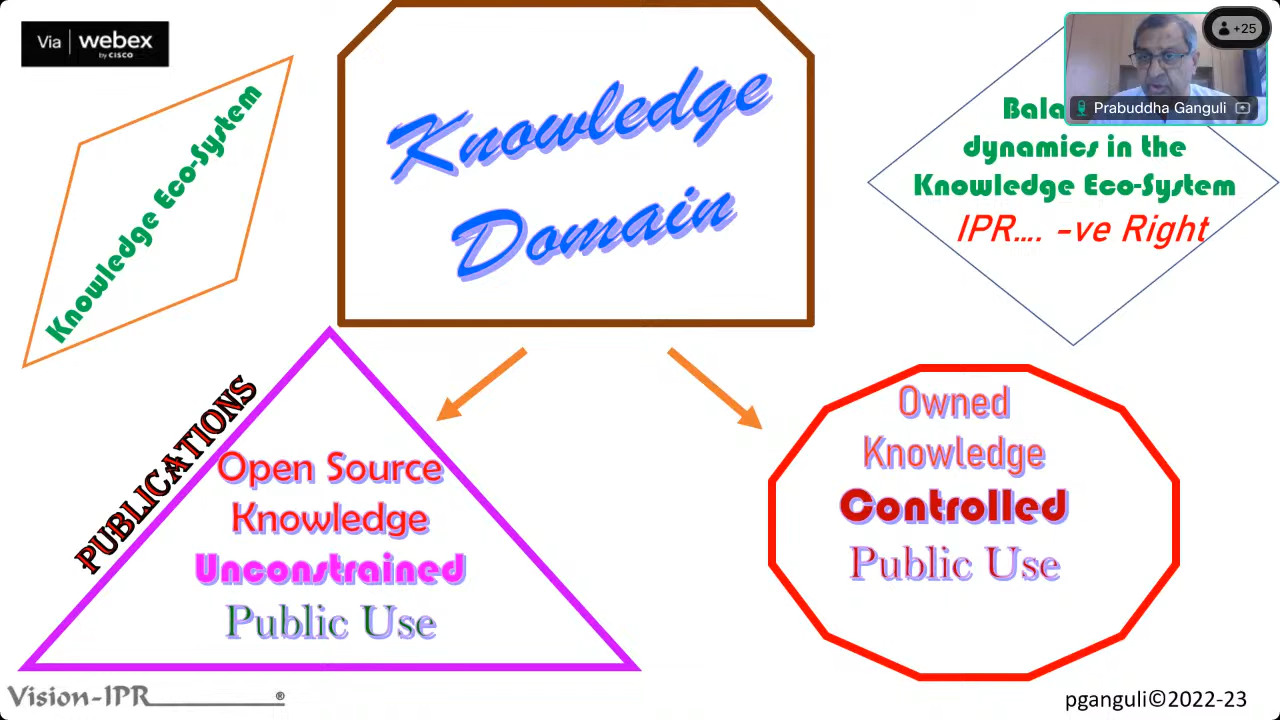 Via webex
by CISCO
Knowledge Eco-System
Knowledge
Domain
+25
Prabuddha Ganguli
dynamics in the
Knowledge Eco-System
IPR.... -ve Right
PUBLICATIONS
Open Source
Knowledge
Unconstrained
Public Use
Owned
Knowledge
Controlled
Public Use
Vision-IPR ®
pganguli©2022-23